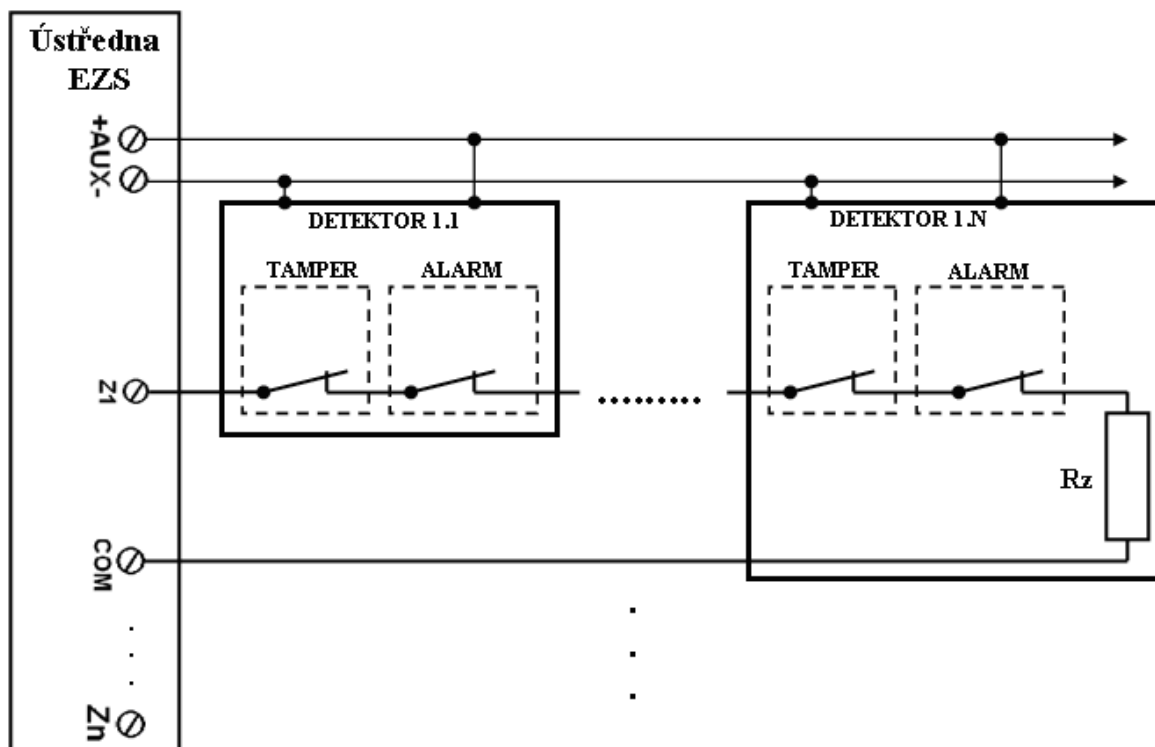 Ústředna
EZS
+AUX-
DETEKTOR 1.1
DETEKTOR 1.N
TAMPER
ALARM
TAMPER
ALARM
Z1
Rz
COM
Zn